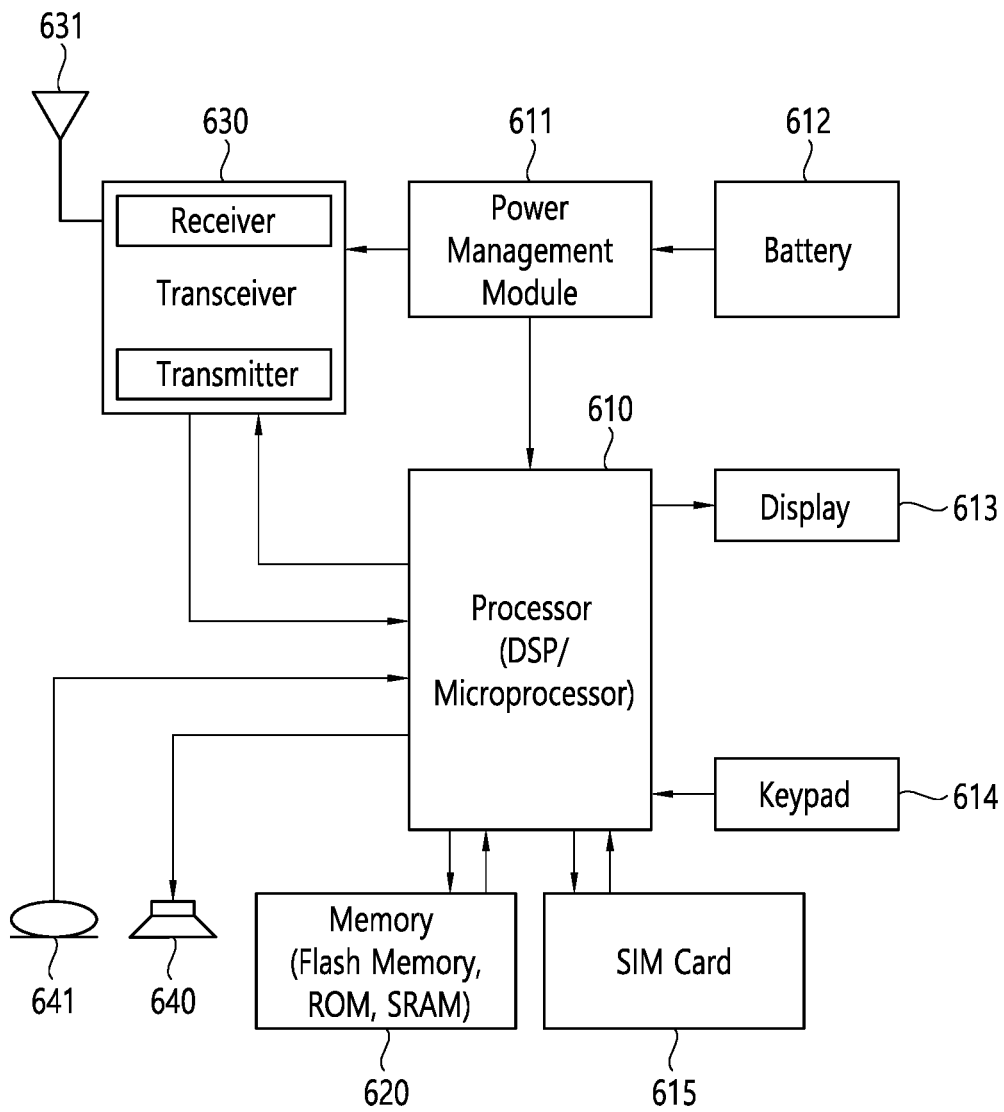 631
630
611
612
Receiver
Transceiver
Transmitter
Power
Management
Module
Battery
610
Display
613
Processor
(DSP/
Microprocessor)
Keypad
614
Memory
(Flash Memory,
ROM, SRAM)
SIM Card
641
640
620
615